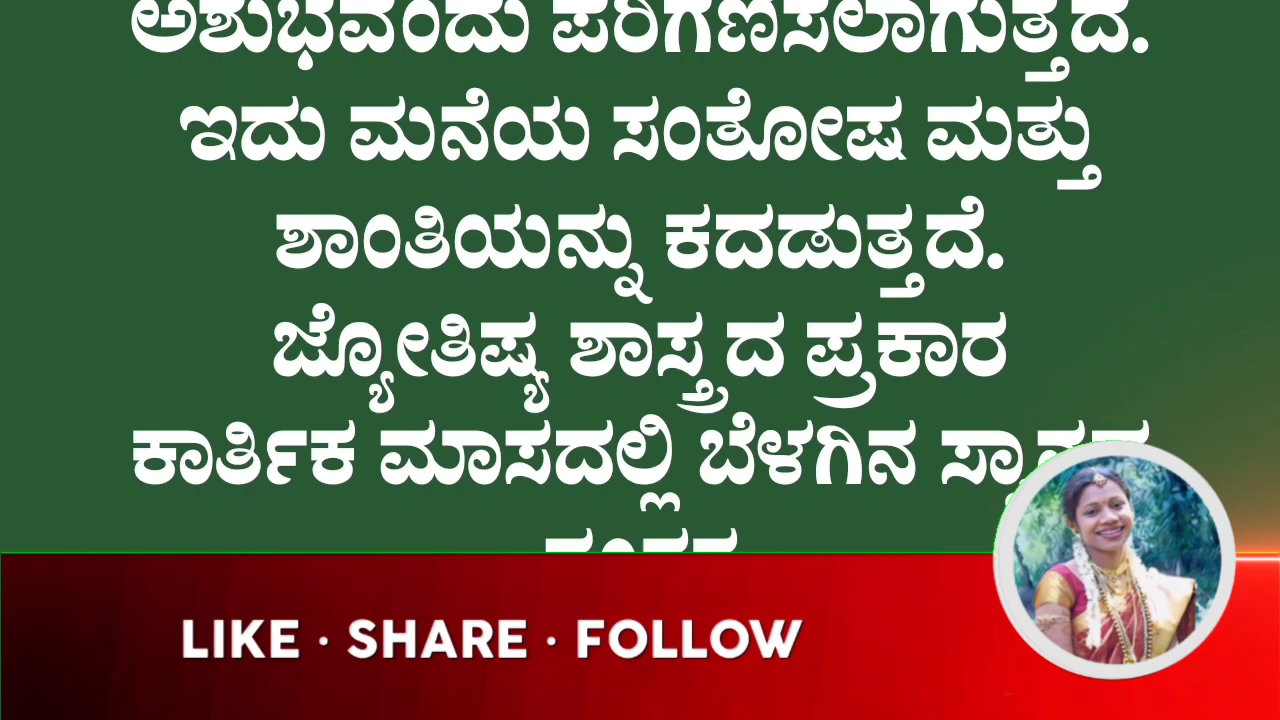 ಅಶುಭವೆಂದು ಪರಿಗಣಿಸಲಾಗುತ್ತದೆ.
ಇದು ಮನೆಯ ಸಂತೋಷ ಮತ್ತು
ಶಾಂತಿಯನ್ನು ಕದಡುತ್ತದೆ.
ಜ್ಯೋತಿಷ್ಯ ಶಾಸ್ತ್ರದ ಪ್ರಕಾರ
ಕಾರ್ತಿಕ ಮಾಸದಲ್ಲಿ ಬೆಳಗಿನ
LIKE · SHARE · FOLLOW